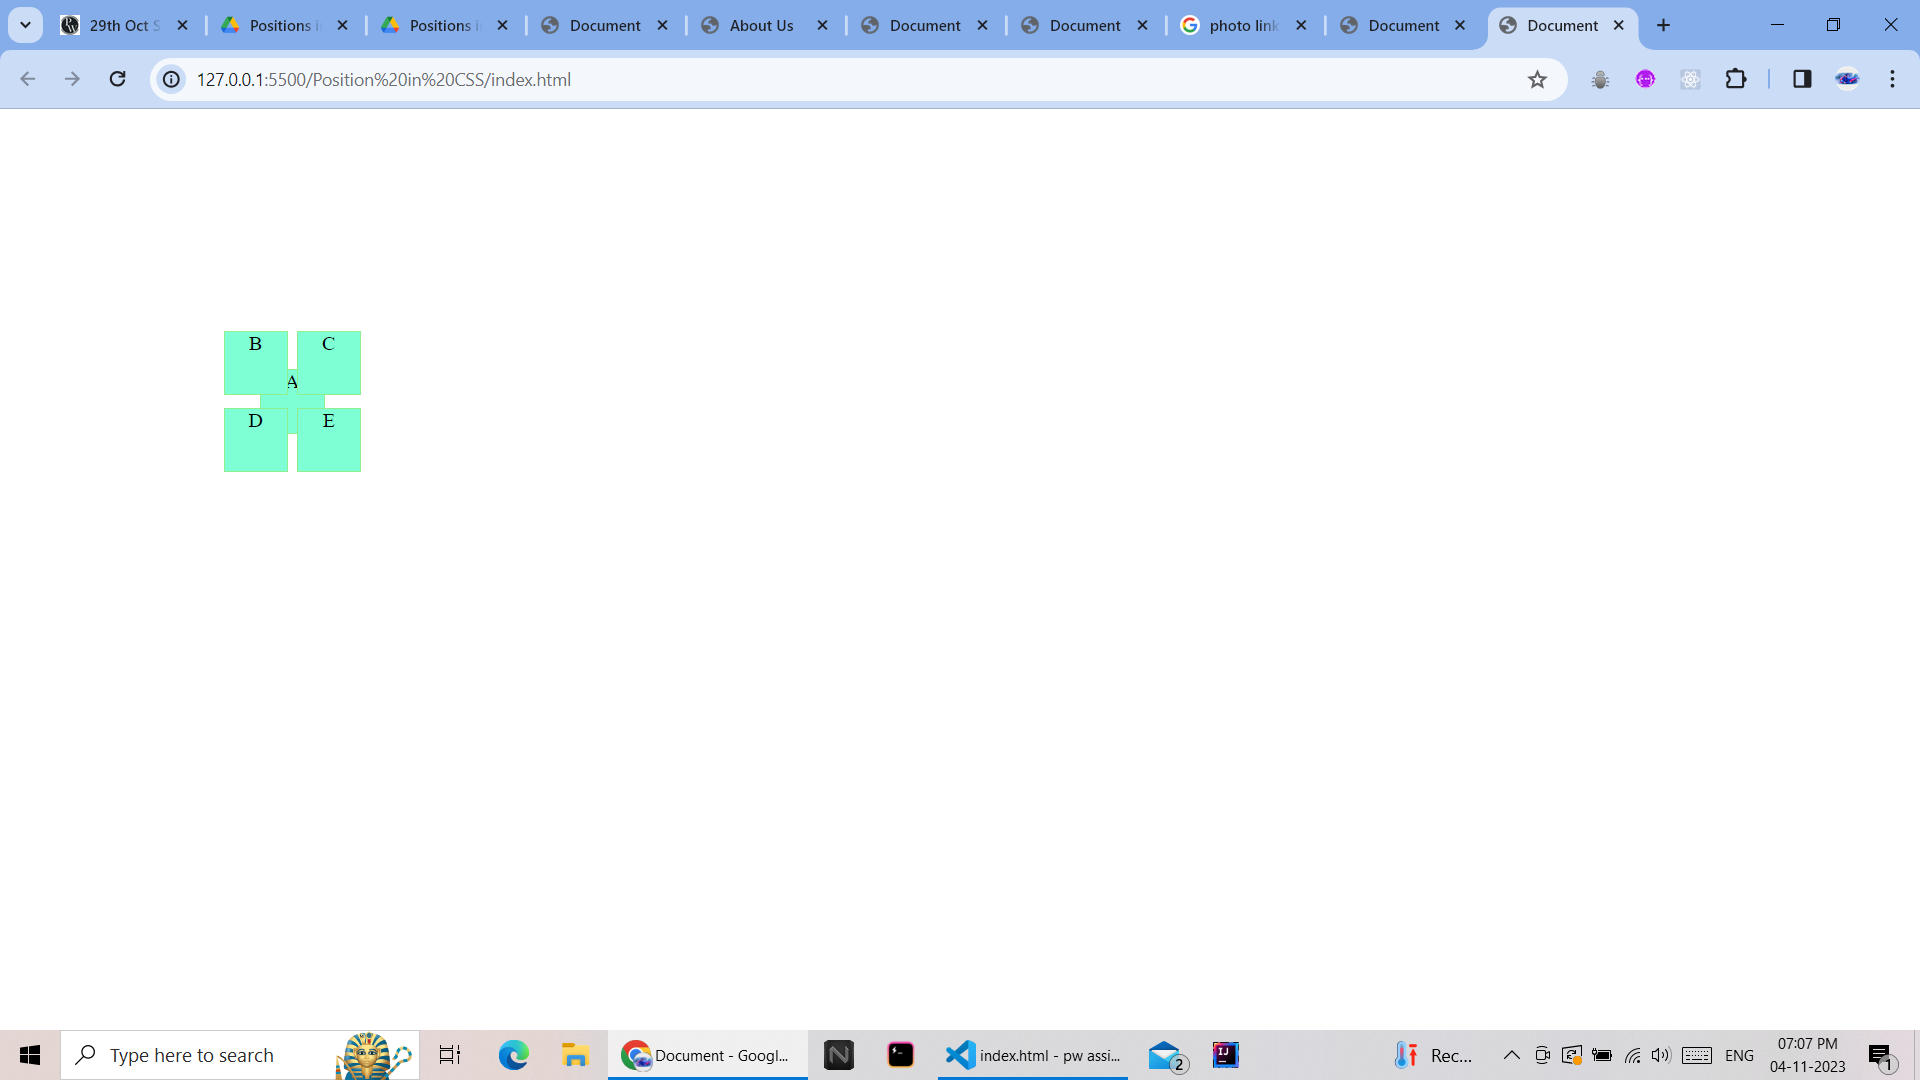 29th Oct S
Positions i
Positions i
Document
About Us
Document
Document
photo link
Document
Document
127.0.0.1:5500/Position%20in%20CSS/index.html
B
C
A
D
E
Type here to search
Document - Googl...
index.html - pw assi...
2
Rec...
ENG
07:07 PM
04-11-2023
1